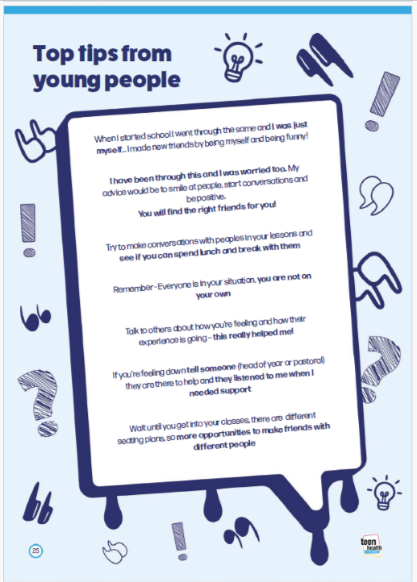 Top tips from
young people
When I started school I went through the same and I was just
myself... I made new friends by being myself and being funny!
I have been through this and I was worried too. My
advice would be to smile at people, start conversations and
be positive.
You will find the right friends for you!
Try to make conversations with peoples in your lessons and
see if you can spend lunch and break with them
Remember - Everyone is in your situation, you are not on
your own
Talk to others about how you're feeling and how their
experience is going - this really helped me!
If you're feeling down tell someone (head of year or pastoral)
they are there to help and they listened to me when I
needed support
Wait until you get into your classes, there are different
seating plans, so more opportunities to make friends with
different people
25
toon
health